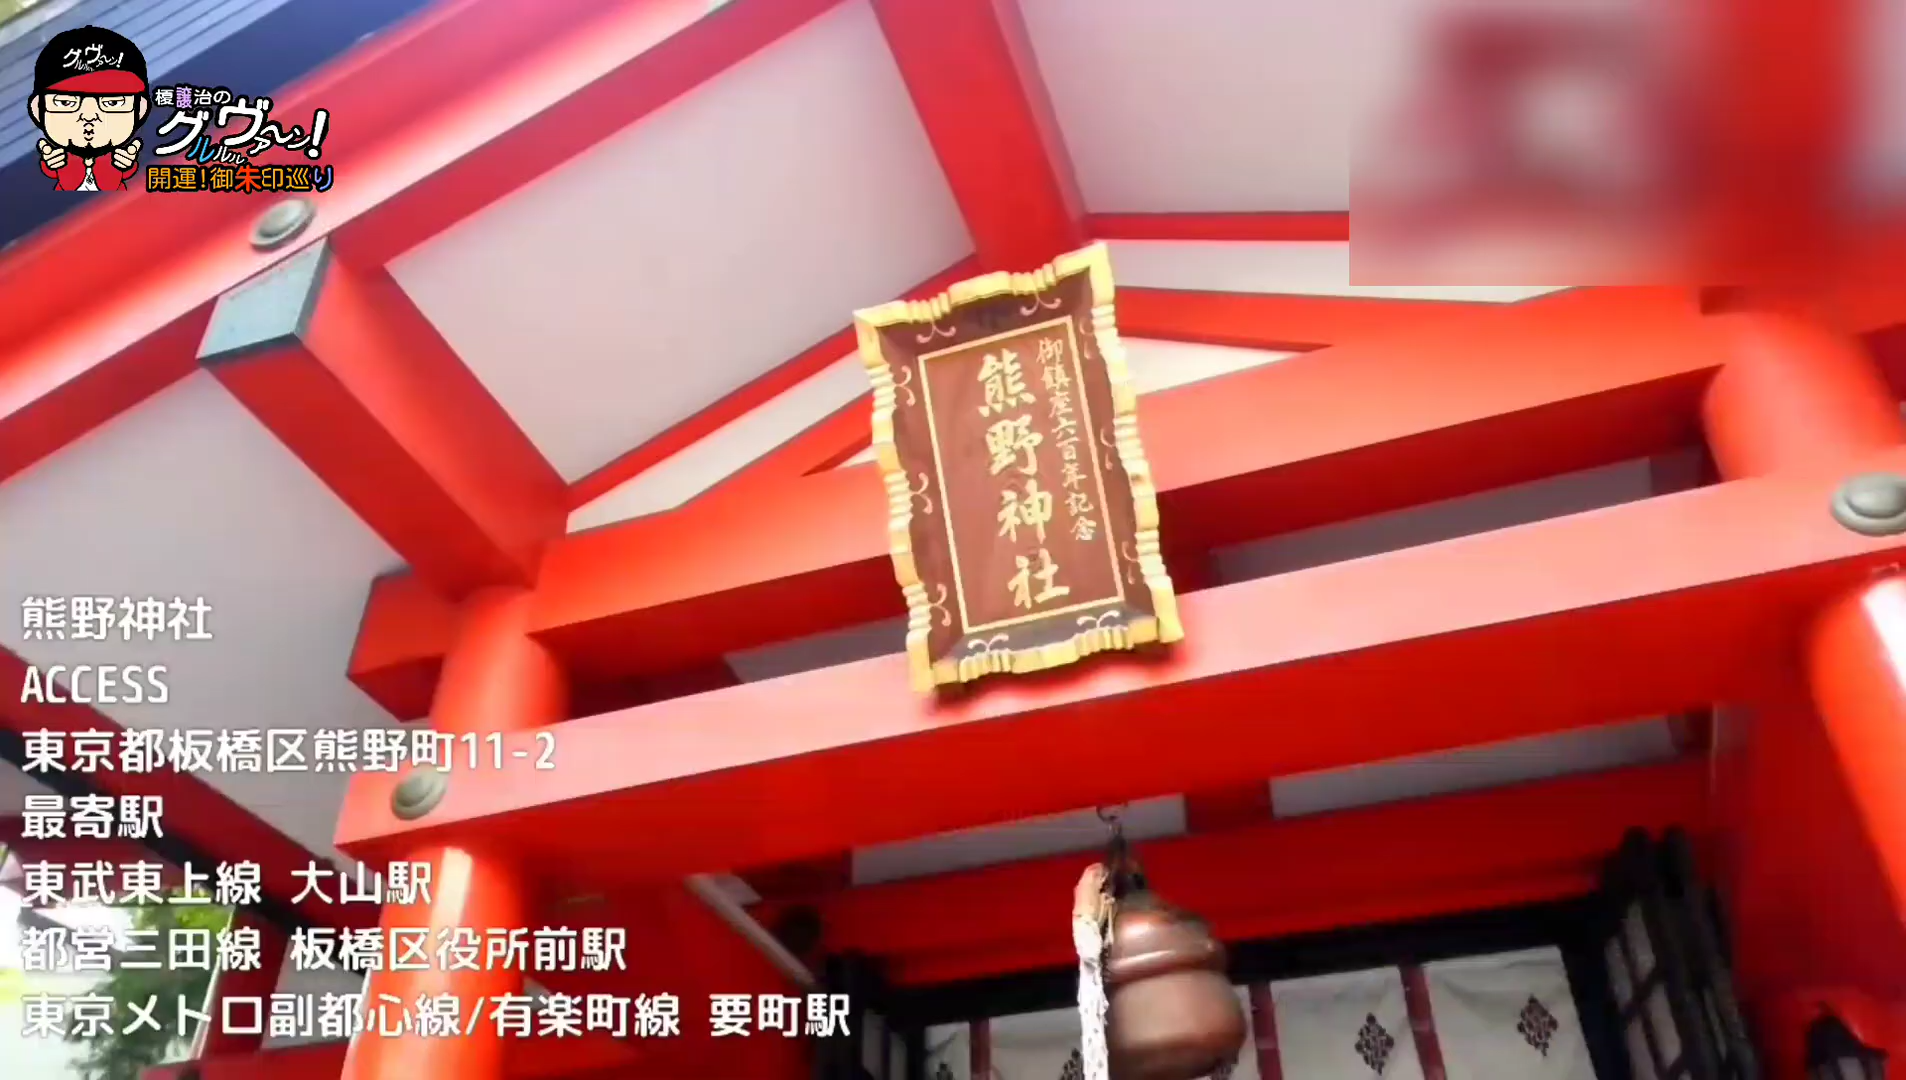 グルルルヴァ〜ン!
榎譲治の
グルルルヴァ〜ン!
開運!御朱印巡り
御鎮座六百年記念
熊野神社
熊野神社
ACCESS
東京都板橋区熊野町11-2
最寄駅
東武東上線 大山駅
都営三田線 板橋区役所前駅
東京メトロ副都心線/有楽町線 要町駅